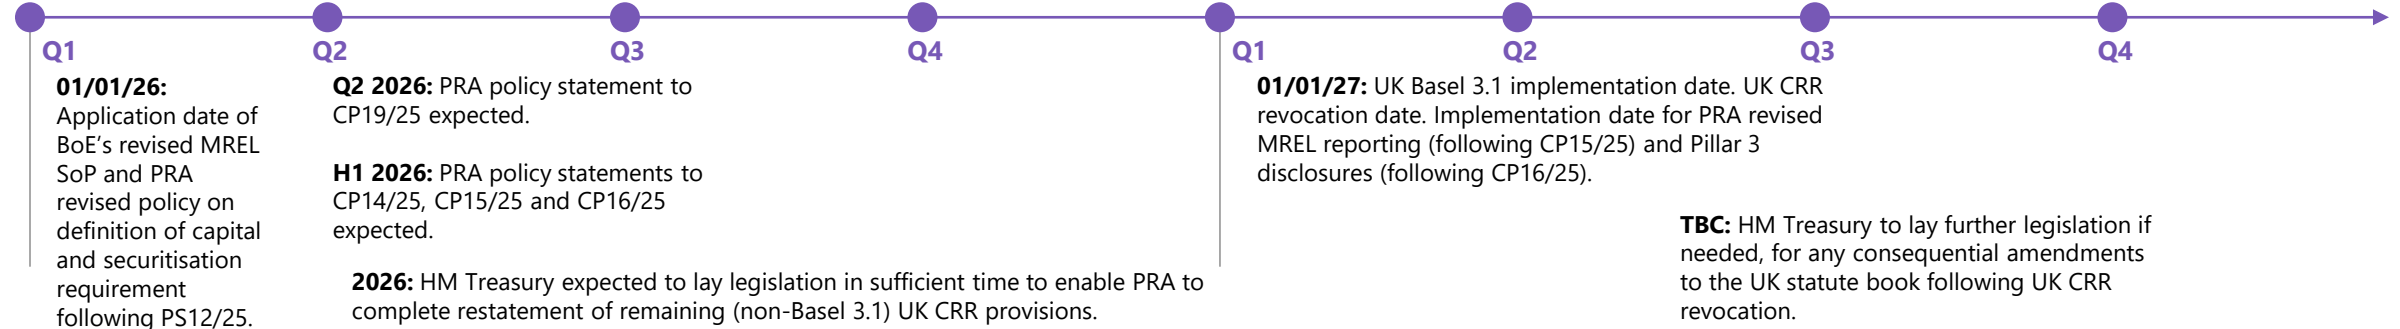 Q1
Q2
Q3
Q4
Q1
Q2
Q3
Q4
01/01/26:
Application date of
BoE’s revised MREL
SoP and PRA
revised policy on
definition of capital
and securitisation
requirement
following PS12/25.
Q2 2026: PRA policy statement to
CP19/25 expected.
H1 2026: PRA policy statements to
CP14/25, CP15/25 and CP16/25
expected.
2026: HM Treasury expected to lay legislation in sufficient time to enable PRA to
complete restatement of remaining (non-Basel 3.1) UK CRR provisions.
01/01/27: UK Basel 3.1 implementation date. UK CRR
revocation date. Implementation date for PRA revised
MREL reporting (following CP15/25) and Pillar 3
disclosures (following CP16/25).
TBC: HM Treasury to lay further legislation if
needed, for any consequential amendments
to the UK statute book following UK CRR
revocation.